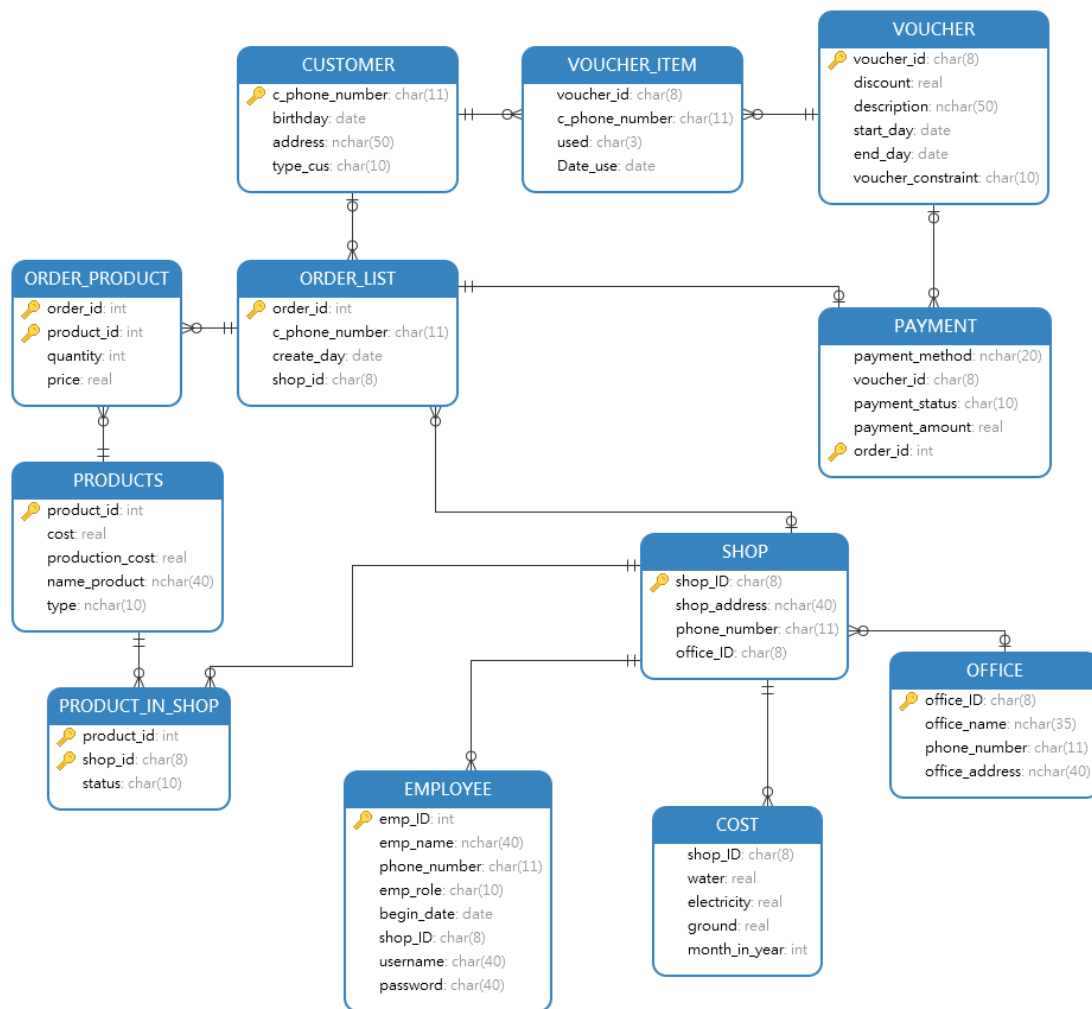 CUSTOMER
c_phone_number: char(11)
birthday: date
address: nchar(50)
type_cus: char(10)
VOUCHER_ITEM
voucher_id: char(8)
c_phone_number: char(11)
used: char(3)
Date_use: date
VOUCHER
voucher_id: char(8)
discount: real
description: nchar(50)
start_day: date
end_day: date
voucher_constraint: char(10)
ORDER_PRODUCT
order_id: int
product_id: int
quantity: int
price: real
ORDER_LIST
order_id: int
c_phone_number: char(11)
create_day: date
shop_id: char(8)
PAYMENT
payment_method: nchar(20)
voucher_id: char(8)
payment_status: char(10)
payment_amount: real
order_id: int
PRODUCTS
product_id: int
cost: real
production_cost: real
name_product: nchar(40)
type: nchar(10)
SHOP
shop_ID: char(8)
shop_address: nchar(40)
phone_number: char(11)
office_ID: char(8)
OFFICE
office_ID: char(8)
office_name: nchar(35)
phone_number: char(11)
office_address: nchar(40)
PRODUCT_IN_SHOP
product_id: int
shop_id: char(8)
status: char(10)
EMPLOYEE
emp_ID: int
emp_name: nchar(40)
phone_number: char(11)
emp_role: char(10)
begin_date: date
shop_ID: char(8)
username: char(40)
password: char(40)
COST
shop_ID: char(8)
water: real
electricity: real
ground: real
month_in_year: int